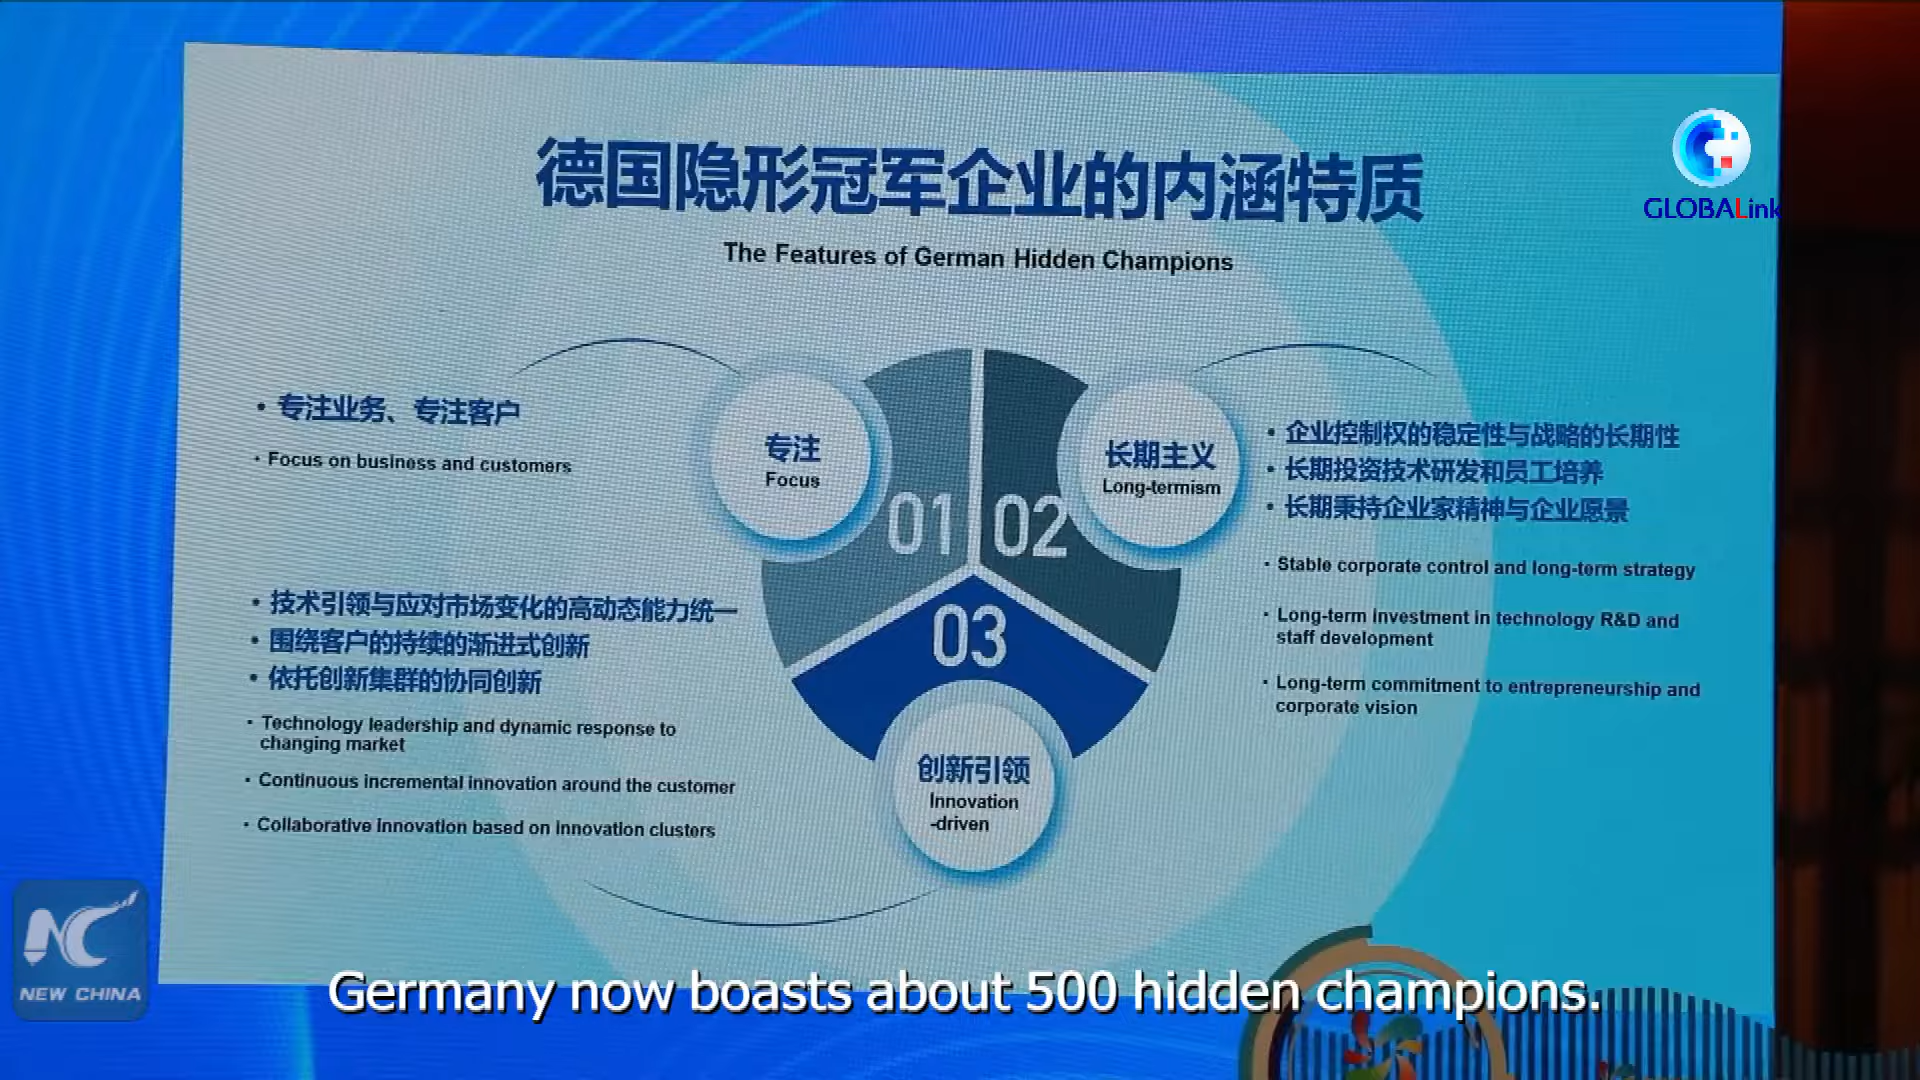 德国隐形冠军企业的内涵特质
The Features of German Hidden Champions
GLOBALink
• 专注业务、专注客户
• Focus on business and customers
专注
Focus
01
02
长期主义
Long-termism
• 企业控制权的稳定性与战略的长期性
• 长期投资技术研发和员工培养
• 长期秉持企业家精神与企业愿景
• Stable corporate control and long-term strategy
• Long-term investment in technology R&D and
staff development
• Long-term commitment to entrepreneurship and
corporate vision
• 技术引领与应对市场变化的高动态能力统一
• 围绕客户的持续的渐进式创新
• 依托创新集群的协同创新
• Technology leadership and dynamic response to
changing market
• Continuous incremental innovation around the customer
• Collaborative innovation based on innovation clusters
03
创新引领
Innovation
-driven
NC
NEW CHINA
Germany now boasts about 500 hidden champions.